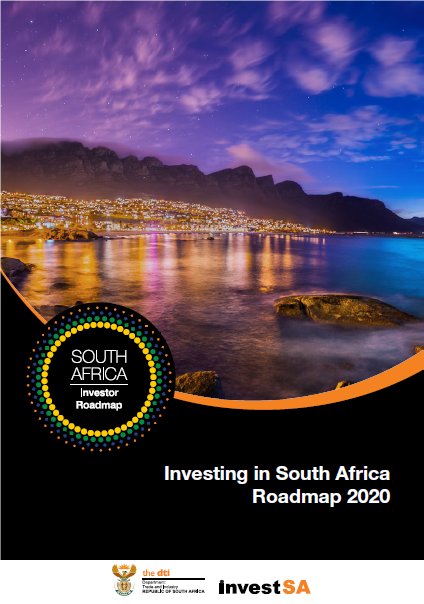 SOUTH
AFRICA
Investor
Roadmap
Investing in South Africa
Roadmap 2020
the dti
Department:
Trade and Industry
REPUBLIC OF SOUTH AFRICA
investSA